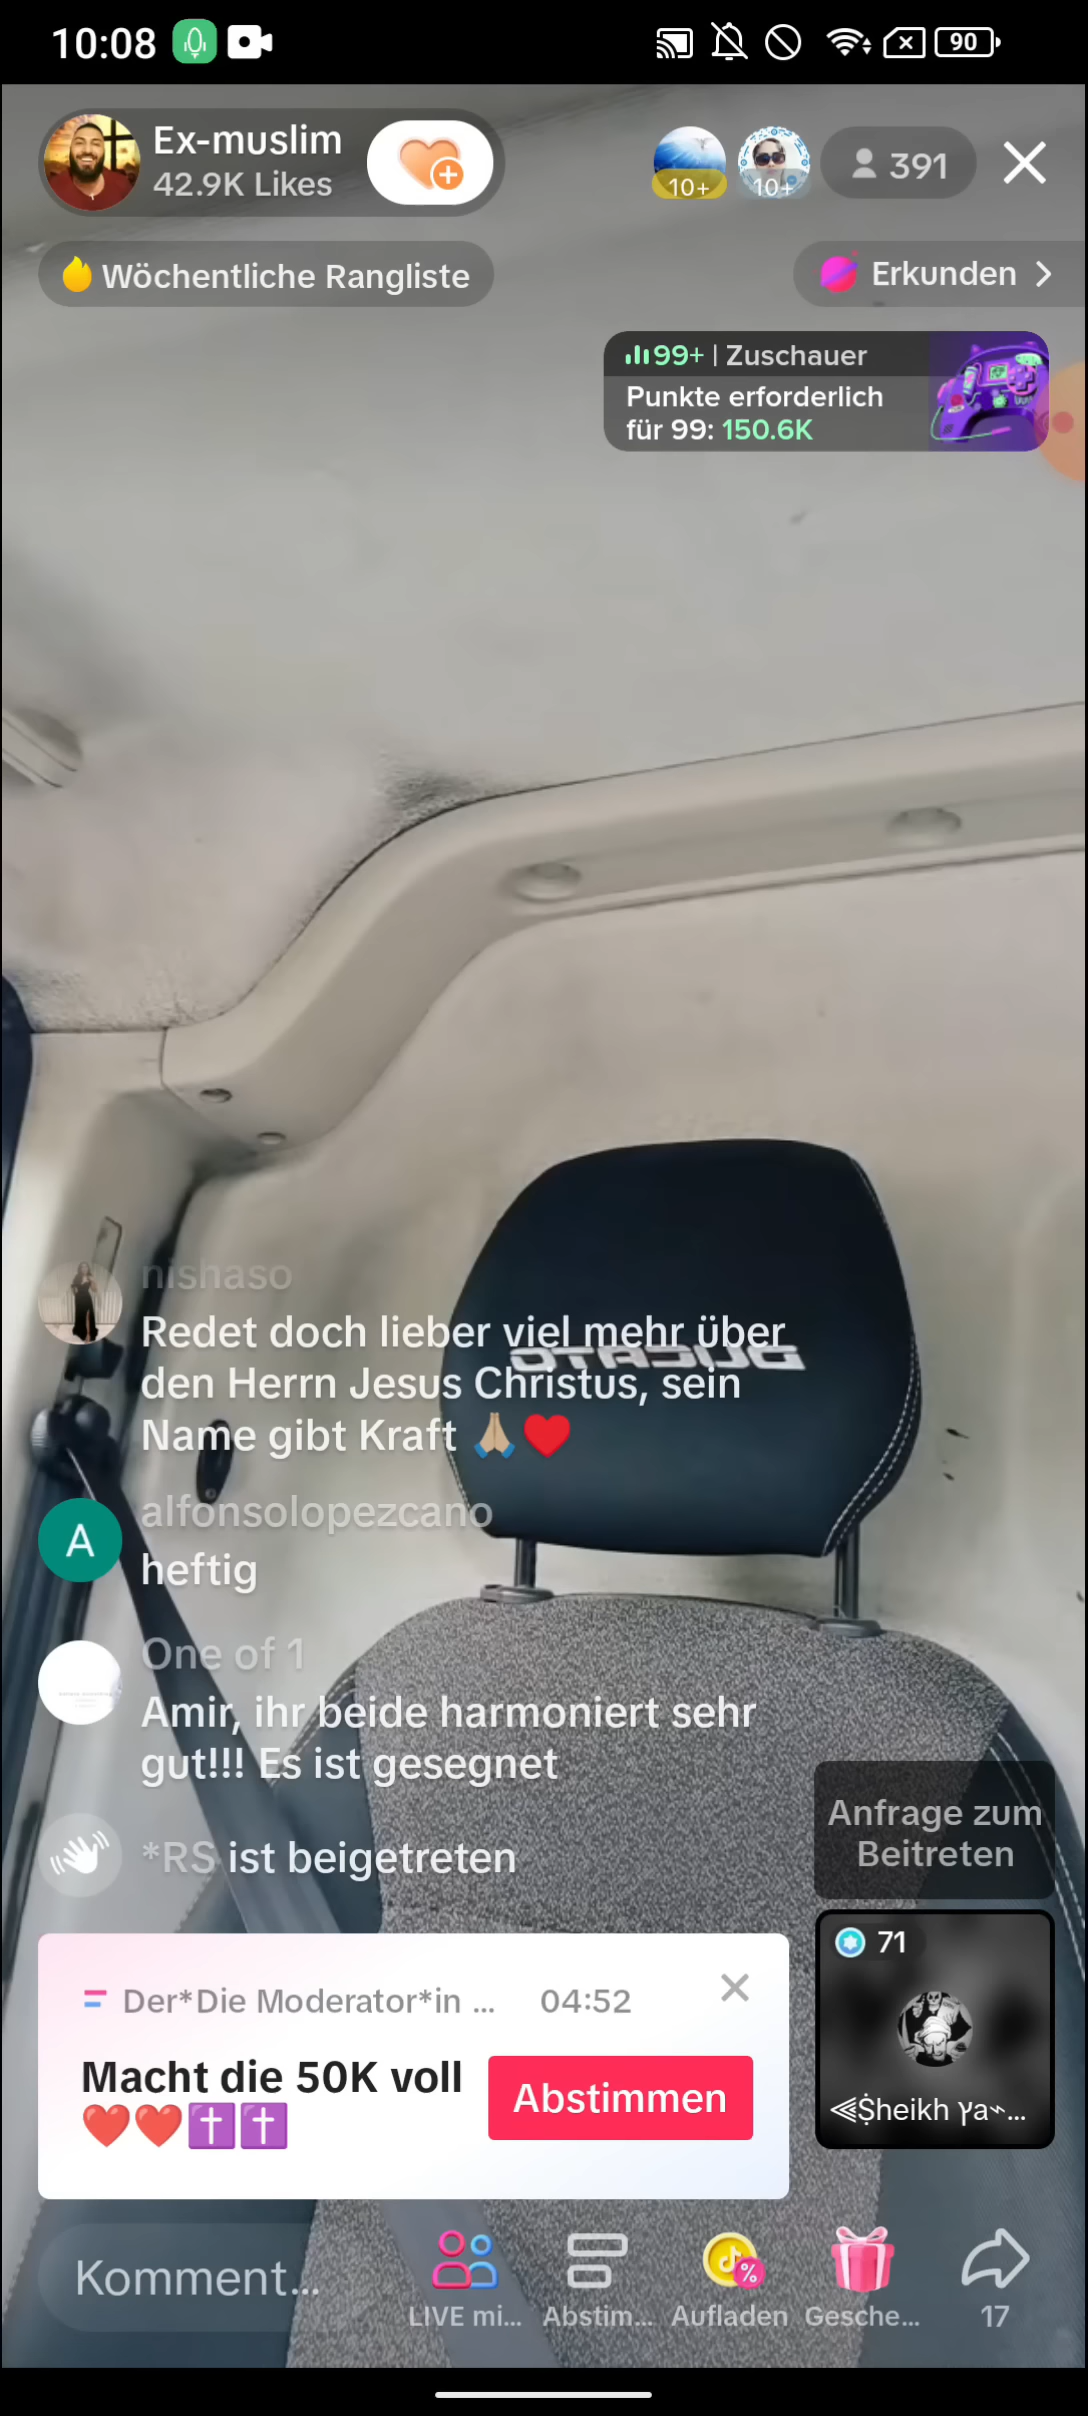 10:08
90
Ex-muslim
42.9K Likes
10+
10+
391
Wöchentliche Rangliste
Erkunden
99+ | Zuschauer
Punkte erforderlich
für 99: 150.6K
nishaso
Redet doch lieber viel mehr über
den Herrn Jesus Christus, sein
Name gibt Kraft 🙏🏼❤️
DUCATO
A
alfonsolopezcano
heftig
One of 1
Amir, ihr beide harmoniert sehr
gut!!! Es ist gesegnet
*RS ist beigetreten
Anfrage zum
Beitreten
71
Der*Die Moderator*in ...
04:52
Macht die 50K voll
❤️❤️✝️✝️
Abstimmen
Komment...
LIVE mi...
Abstim...
Aufladen
Gesche...
17